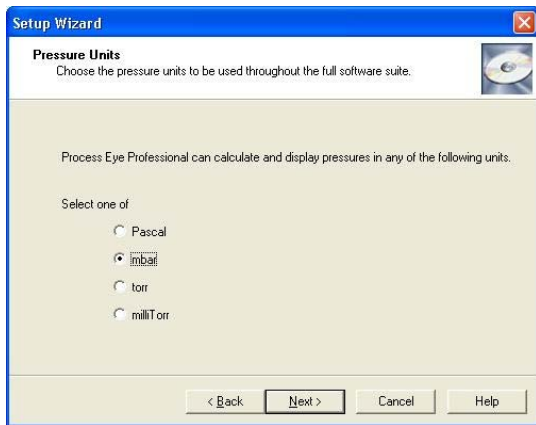 Setup Wizard
Pressure Units
Choose the pressure units to be used throughout the full software suite.
Process Eye Professional can calculate and display pressures in any of the following units.
Select one of
Pascal
mbar
torr
milliTorr
< Back Next > Cancel Help